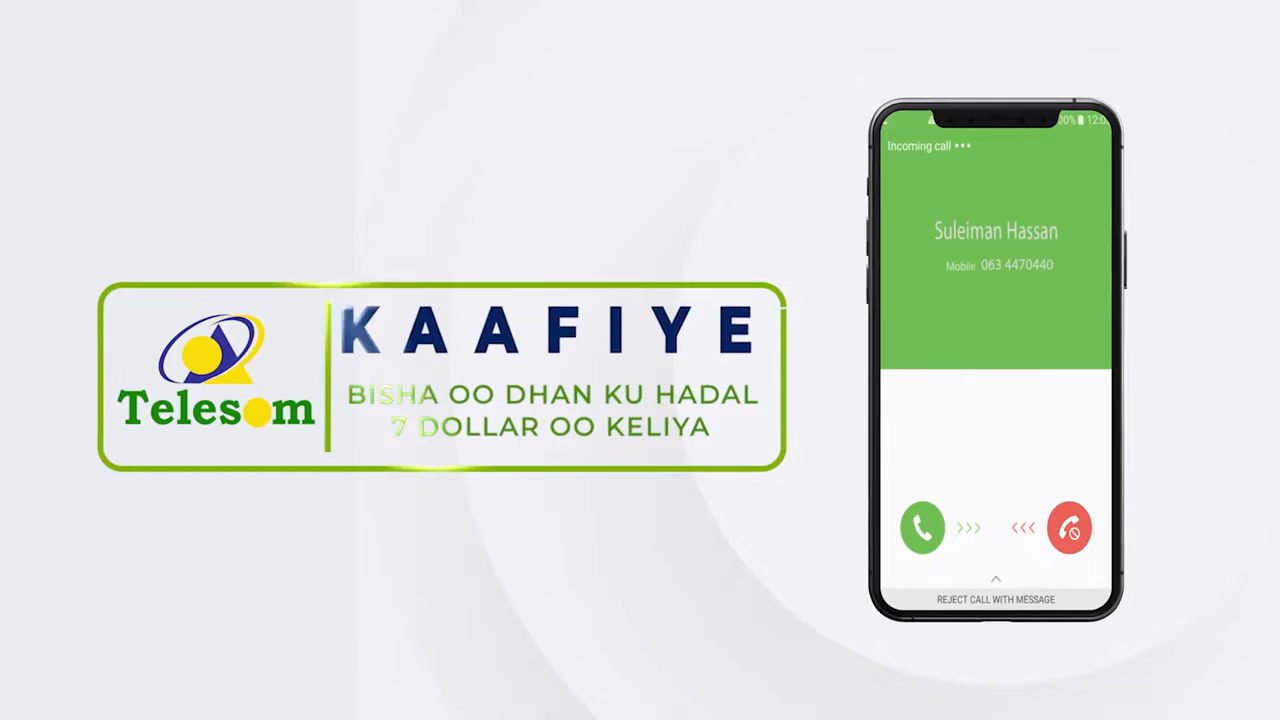 Telesom
KAAFIYE
BISHA OO DHAN KU HADAL
7 DOLLAR OO KELIYA
Incoming call •••
Suleiman Hassan
Mobile 063 4470440
REJECT CALL WITH MESSAGE